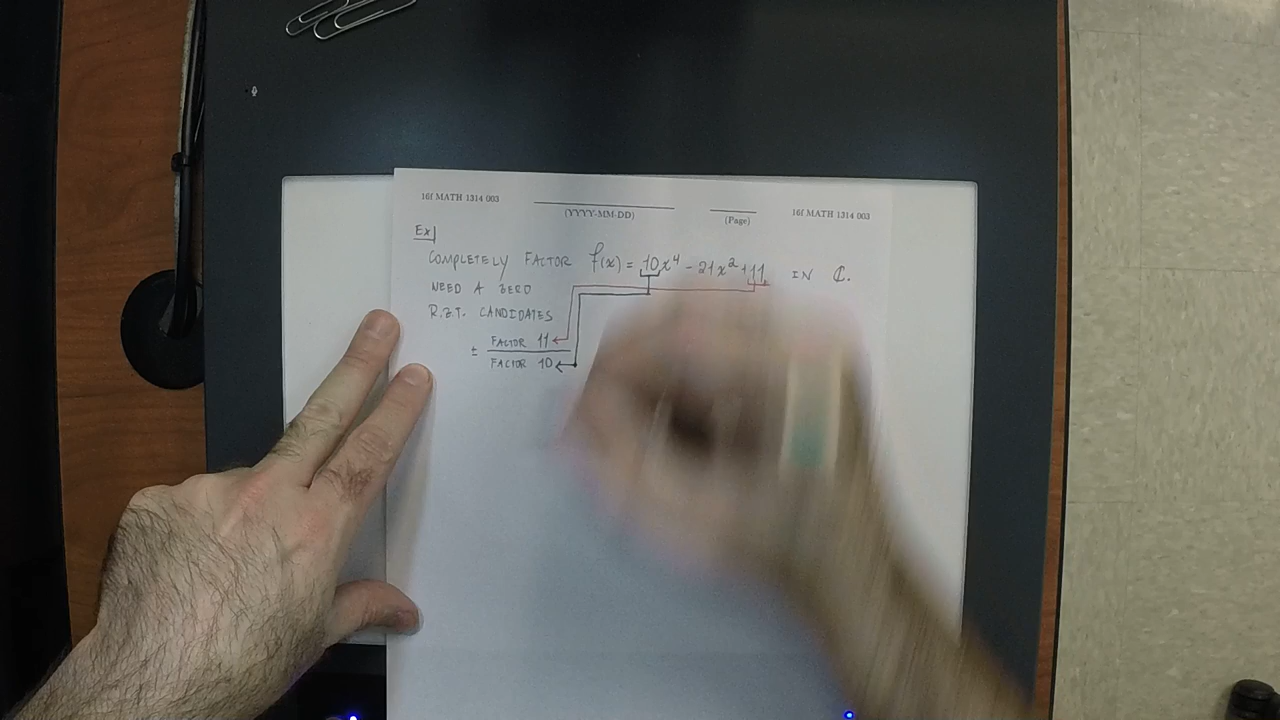 16f MATH 1314 003
(YYYY-MM-DD)
(Page)
16f MATH 1314 003
Ex
COMPLETELY FACTOR f(x) = 10x⁴ - 21x² + 11 IN ℂ.
NEED A ZERO
R.Z.T. CANDIDATES
± FACTOR 11
FACTOR 10